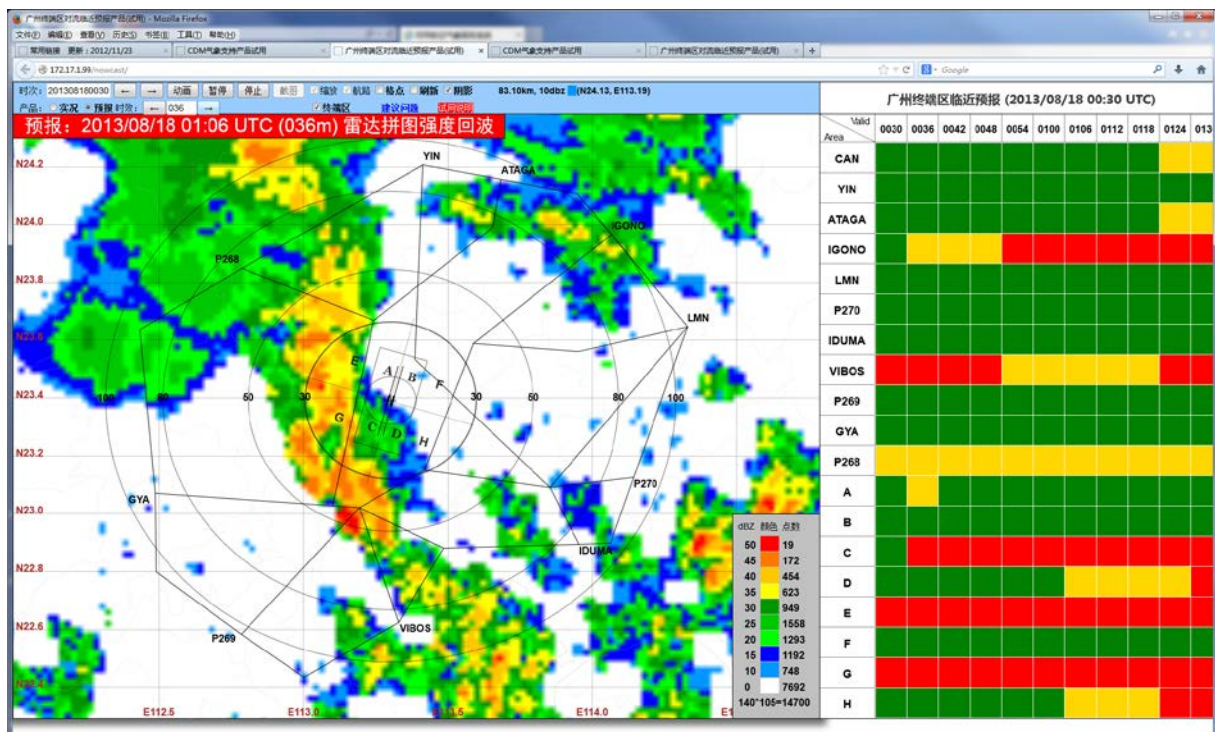 广州终端区对流临近预报产品(试用) - Mozilla Firefox
文件(F) 编辑(E) 查看(V) 历史(S) 书签(B) 工具(T) 帮助(H)
常用链接 更新:2012/11/23 × CDM气象支持产品试用 × 广州终端区对流临近预报产品(试用) × CDM气象支持产品试用 × 广州终端区对流临近预报产品(试用) × +
172.17.1.99/nowcast/ Google
时次: 201308180030 ← → 动画 暂停 停止 截图 缩放 航路 格点 刷新 阴影 83.10km, 10dbz (N24.13, E113.19)
产品: 实况 预报 时效: ← 036 → 终端区 建议问题 试用说明
预报:2013/08/18 01:06 UTC (036m) 雷达拼图强度回波
N24.2
N24.0
N23.8
N23.6
N23.4
N23.2
N23.0
N22.8
N22.6
E112.5 E113.0 E113.5 E114.0
YIN
ATAGA
IGONO
P268
LMN
E A B F
100 80 50 30 30 50 80 100
G C D H
P270
GYA
IDUMA
VIBOS
P269
dBZ 颜色 点数
50 19
45 172
40 454
35 623
30 949
25 1558
20 1293
15 1192
10 748
0 7692
140*105=14700
广州终端区临近预报 (2013/08/18 00:30 UTC)
Valid
Area
0030 0036 0042 0048 0054 0100 0106 0112 0118 0124 013
CAN
YIN
ATAGA
IGONO
LMN
P270
IDUMA
VIBOS
P269
GYA
P268
A
B
C
D
E
F
G
H